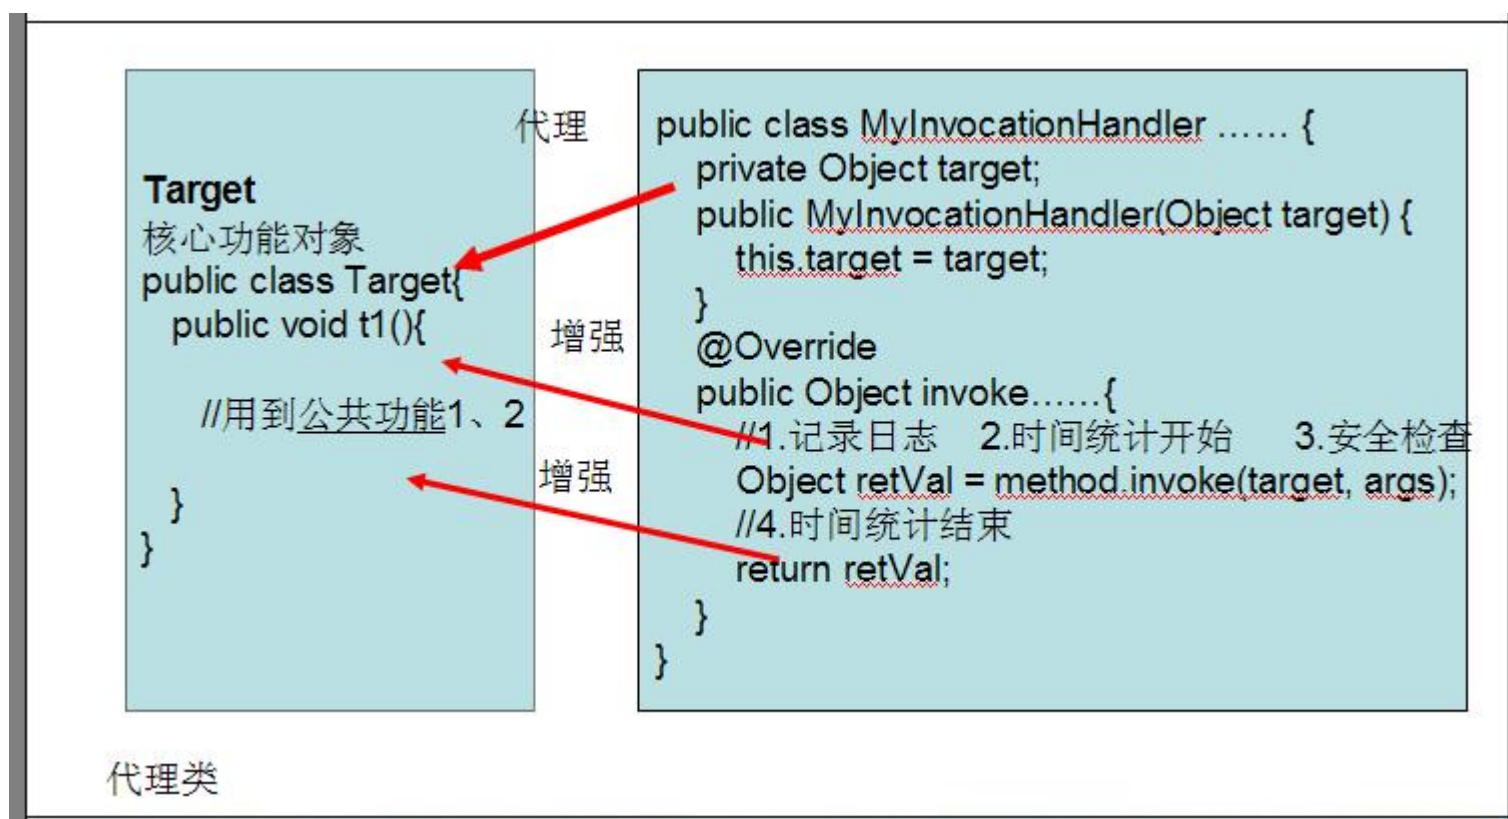 Target
核心功能对象
public class Target{
public void t1(){
//用到公共功能1、2
}
}
代理
增强
增强
public class MyInvocationHandler …… {
private Object target;
public MyInvocationHandler(Object target) {
this.target = target;
}
@Override
public Object invoke……{
//1.记录日志 2.时间统计开始 3.安全检查
Object retVal = method.invoke(target, args);
//4.时间统计结束
return retVal;
}
}
代理类